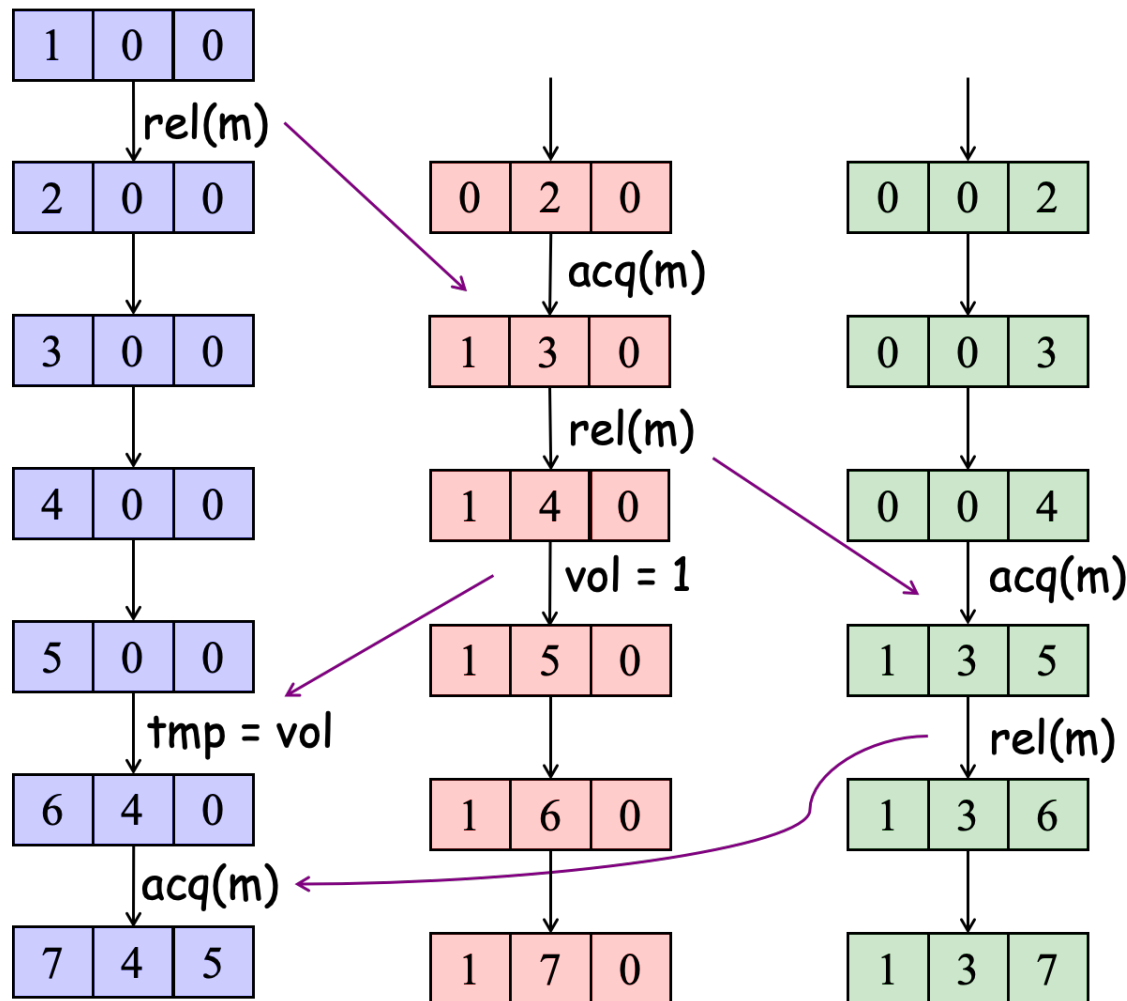 1 0 0
rel(m)
2 0 0
0 2 0
0 0 2
acq(m)
3 0 0
1 3 0
0 0 3
rel(m)
4 0 0
1 4 0
0 0 4
vol = 1
acq(m)
5 0 0
1 5 0
1 3 5
tmp = vol
rel(m)
6 4 0
1 6 0
1 3 6
acq(m)
7 4 5
1 7 0
1 3 7